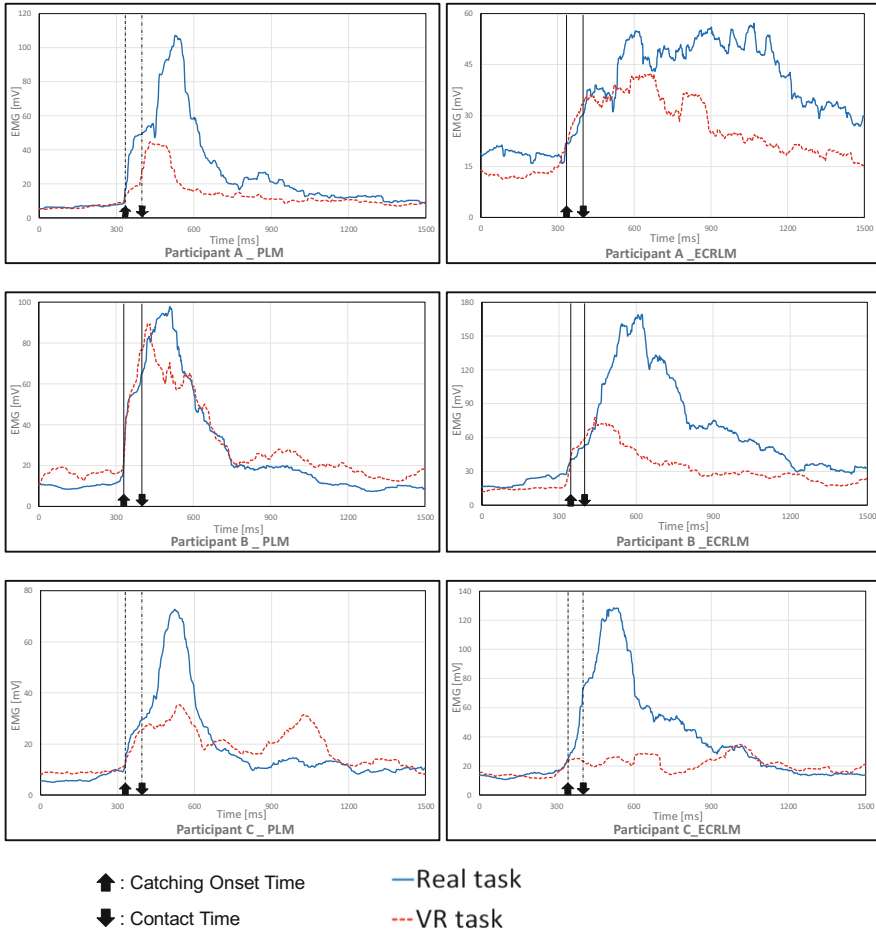 120
100
80
60
40
20
0
EMG [mV]
0 300 600 900 1200 1500
Time [ms]
Participant A _ PLM
60
45
30
15
0
EMG [mV]
0 300 600 900 1200 1500
Time [ms]
Participant A _ECRLM
100
80
60
40
20
0
EMG [mV]
0 300 600 900 1200 1500
Time [ms]
Participant B _ PLM
180
150
120
90
60
30
0
EMG [mV]
0 300 600 900 1200 1500
Time [ms]
Participant B _ECRLM
80
60
40
20
0
EMG [mV]
0 300 600 900 1200 1500
Time [ms]
Participant C _ PLM
140
120
100
80
60
40
20
0
EMG [mV]
0 300 600 900 1200 1500
Time [ms]
Participant C_ECRLM
: Catching Onset Time
Real task
: Contact Time
VR task